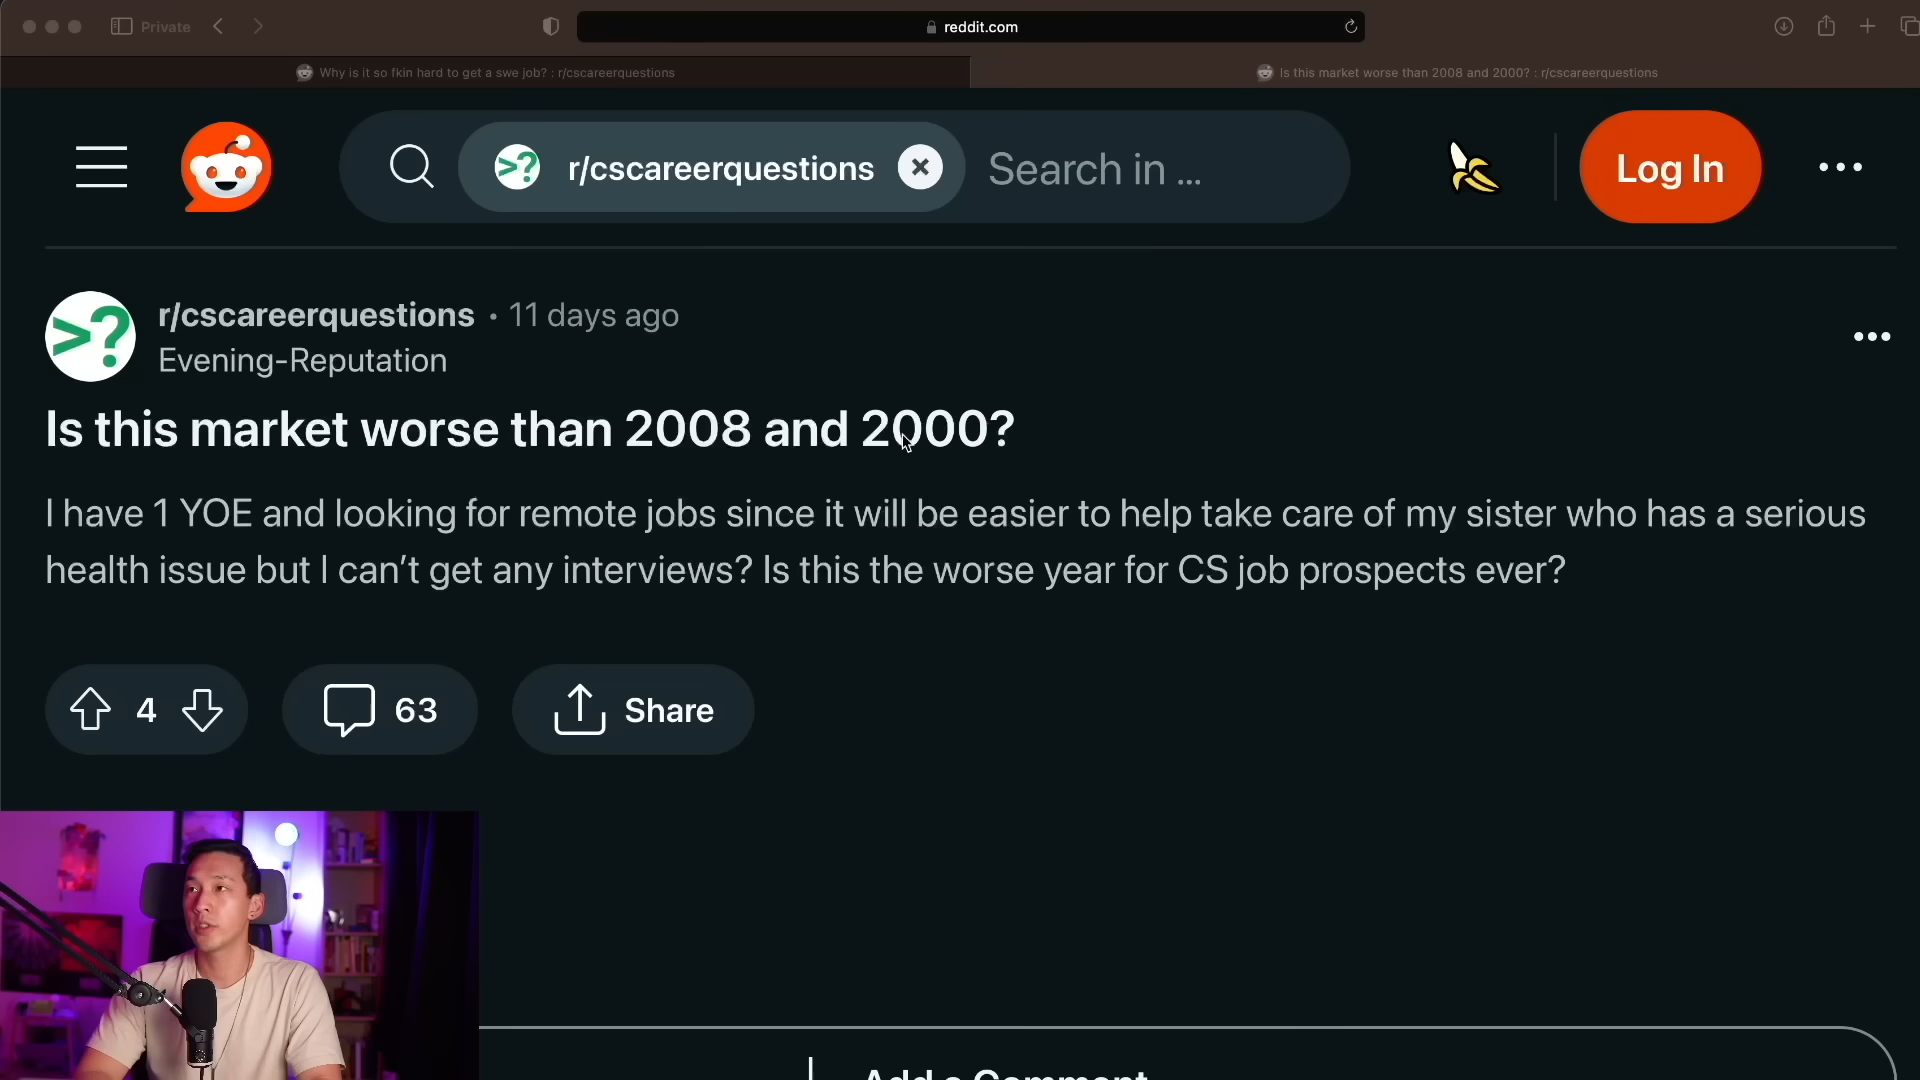 Private
reddit.com
Why is it so fkin hard to get a swe job? : r/cscareerquestions
Is this market worse than 2008 and 2000? : r/cscareerquestions
>?
r/cscareerquestions
Search in ...
Log In
>?
r/cscareerquestions • 11 days ago
Evening-Reputation
Is this market worse than 2008 and 2000?
I have 1 YOE and looking for remote jobs since it will be easier to help take care of my sister who has a serious
health issue but I can’t get any interviews? Is this the worse year for CS job prospects ever?
4
63
Share
Add a Comment